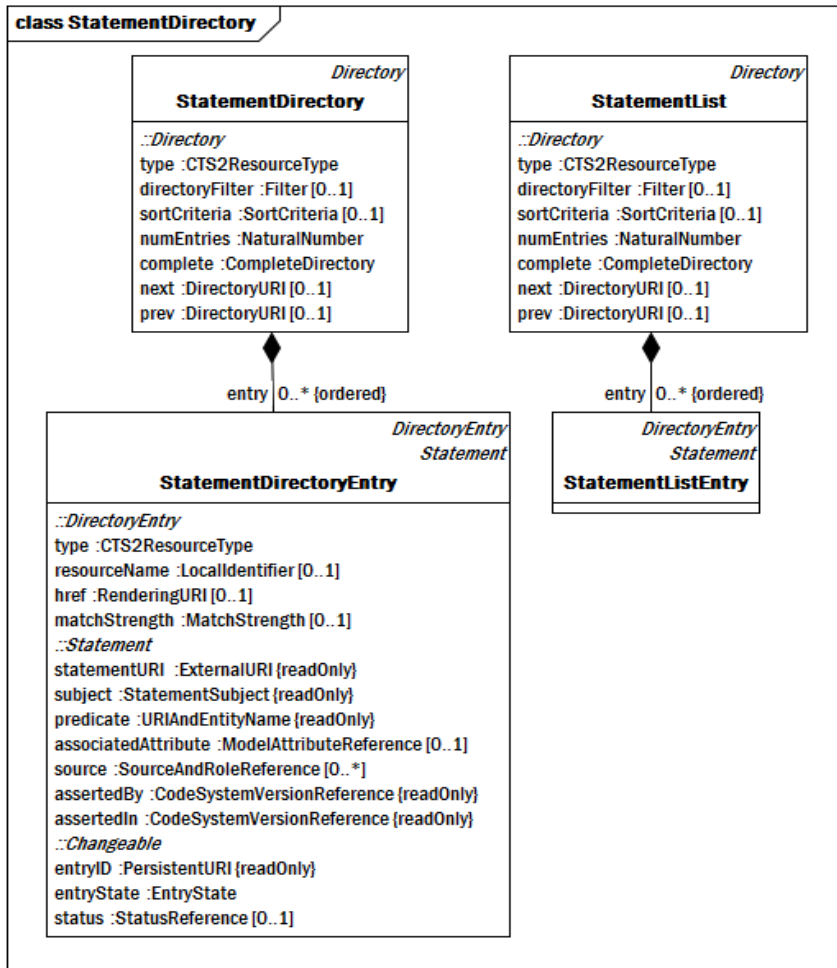 class StatementDirectory
Directory
StatementDirectory
::Directory
type :CTS2ResourceType
directoryFilter :Filter [0..1]
sortCriteria :SortCriteria [0..1]
numEntries :NaturalNumber
complete :CompleteDirectory
next :DirectoryURI [0..1]
prev :DirectoryURI [0..1]
Directory
StatementList
::Directory
type :CTS2ResourceType
directoryFilter :Filter [0..1]
sortCriteria :SortCriteria [0..1]
numEntries :NaturalNumber
complete :CompleteDirectory
next :DirectoryURI [0..1]
prev :DirectoryURI [0..1]
entry 0..* {ordered}
entry 0..* {ordered}
DirectoryEntry
Statement
StatementDirectoryEntry
::DirectoryEntry
type :CTS2ResourceType
resourceName :LocalIdentifier [0..1]
href :RenderingURI [0..1]
matchStrength :MatchStrength [0..1]
::Statement
statementURI :ExternalURI {readOnly}
subject :StatementSubject {readOnly}
predicate :URIAndEntityName {readOnly}
associatedAttribute :ModelAttributeReference [0..1]
source :SourceAndRoleReference [0..*]
assertedBy :CodeSystemVersionReference {readOnly}
assertedIn :CodeSystemVersionReference {readOnly}
::Changeable
entryID :PersistentURI {readOnly}
entryState :EntryState
status :StatusReference [0..1]
DirectoryEntry
Statement
StatementListEntry